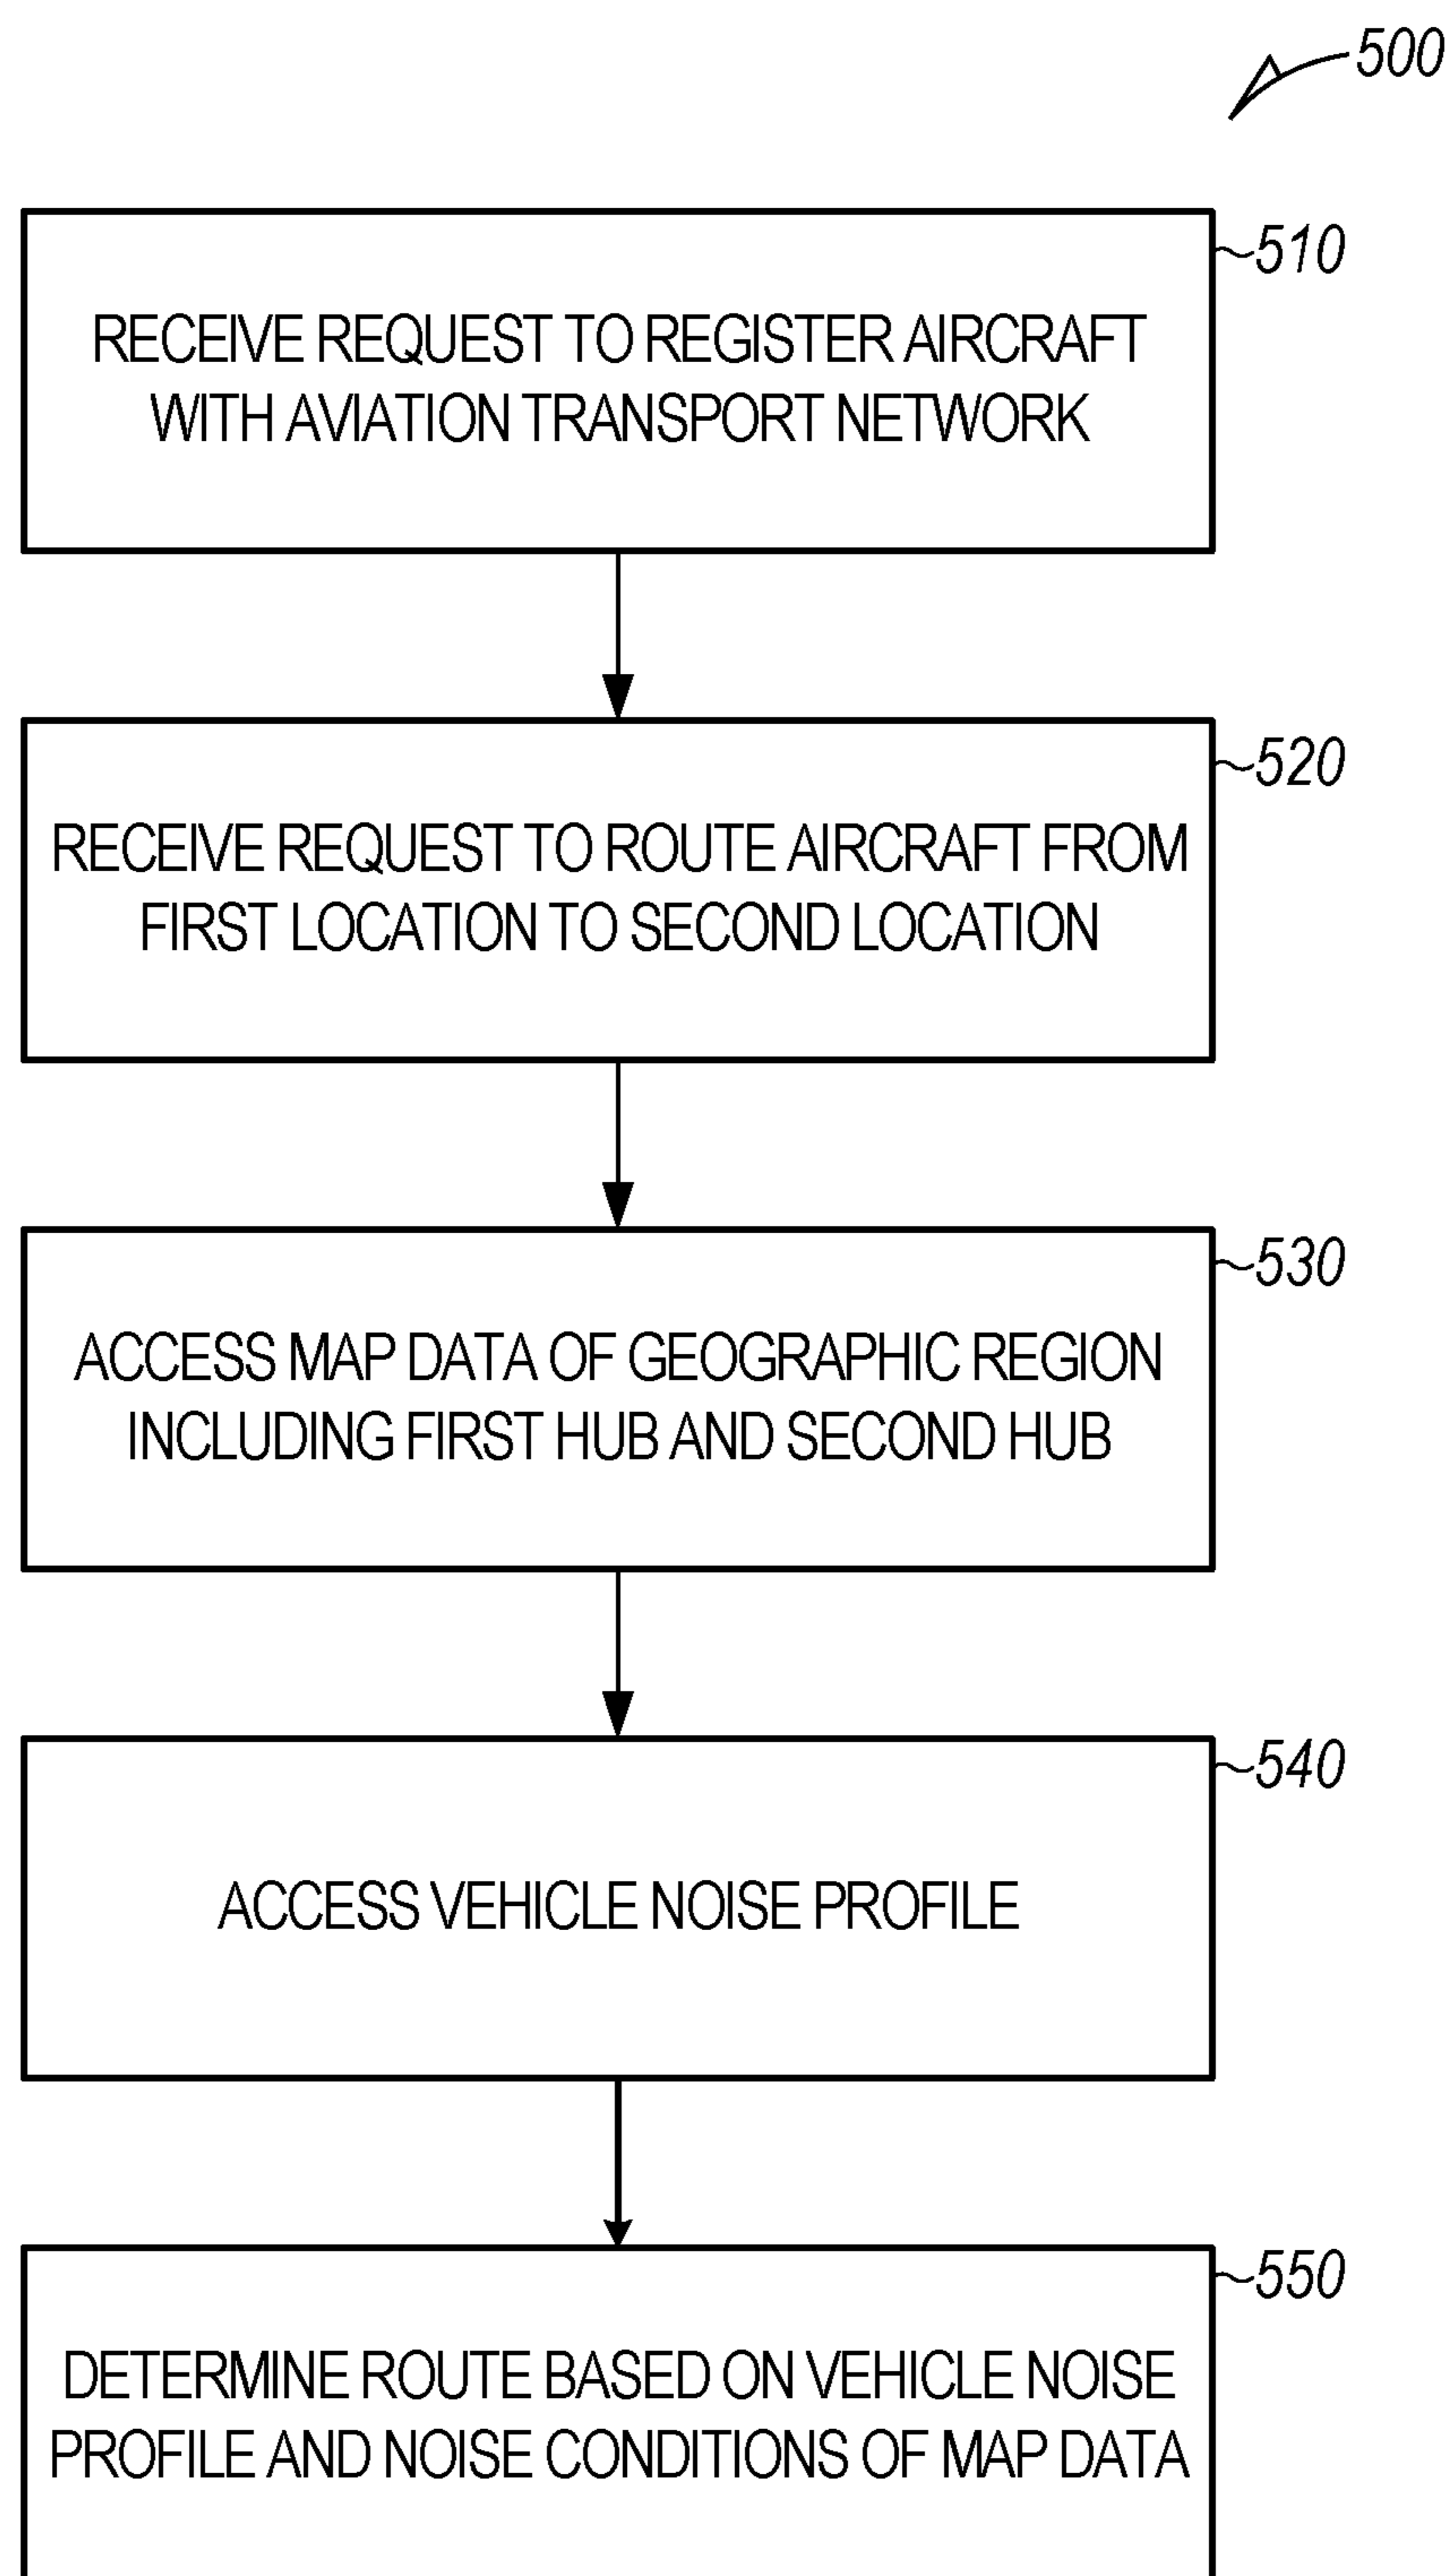 500
510
RECEIVE REQUEST TO REGISTER AIRCRAFT
WITH AVIATION TRANSPORT NETWORK
520
RECEIVE REQUEST TO ROUTE AIRCRAFT FROM
FIRST LOCATION TO SECOND LOCATION
530
ACCESS MAP DATA OF GEOGRAPHIC REGION
INCLUDING FIRST HUB AND SECOND HUB
540
ACCESS VEHICLE NOISE PROFILE
550
DETERMINE ROUTE BASED ON VEHICLE NOISE
PROFILE AND NOISE CONDITIONS OF MAP DATA